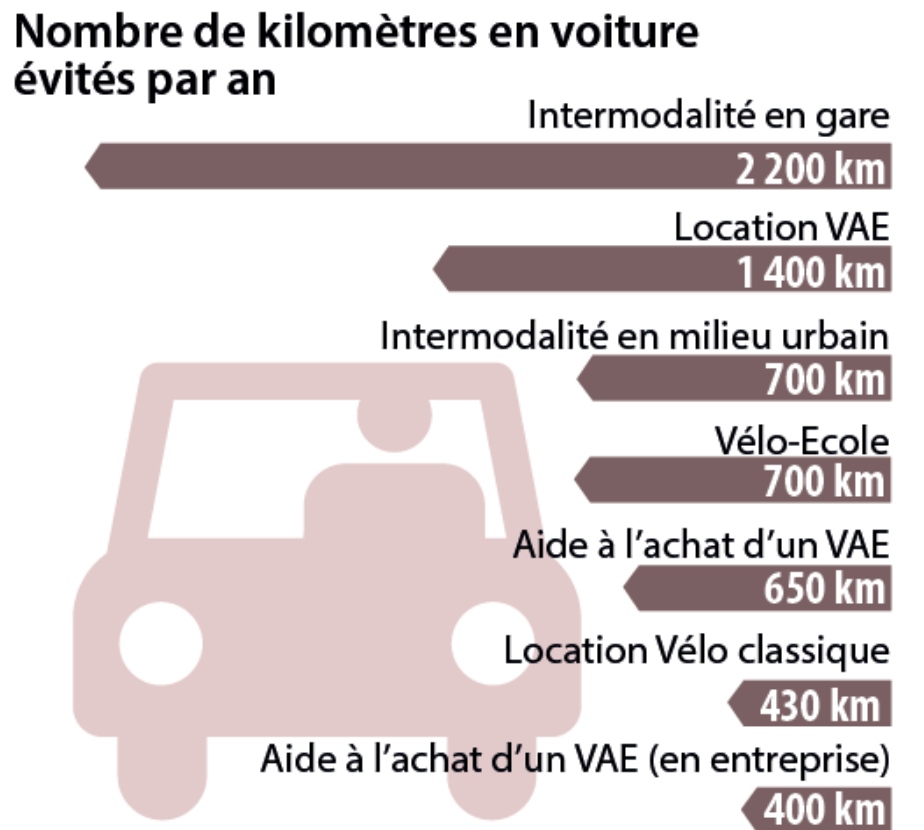 Nombre de kilomètres en voiture
évités par an
Intermodalité en gare
2 200 km
Location VAE
1 400 km
Intermodalité en milieu urbain
700 km
Vélo-Ecole
700 km
Aide à l’achat d’un VAE
650 km
Location Vélo classique
430 km
Aide à l’achat d’un VAE (en entreprise)
400 km